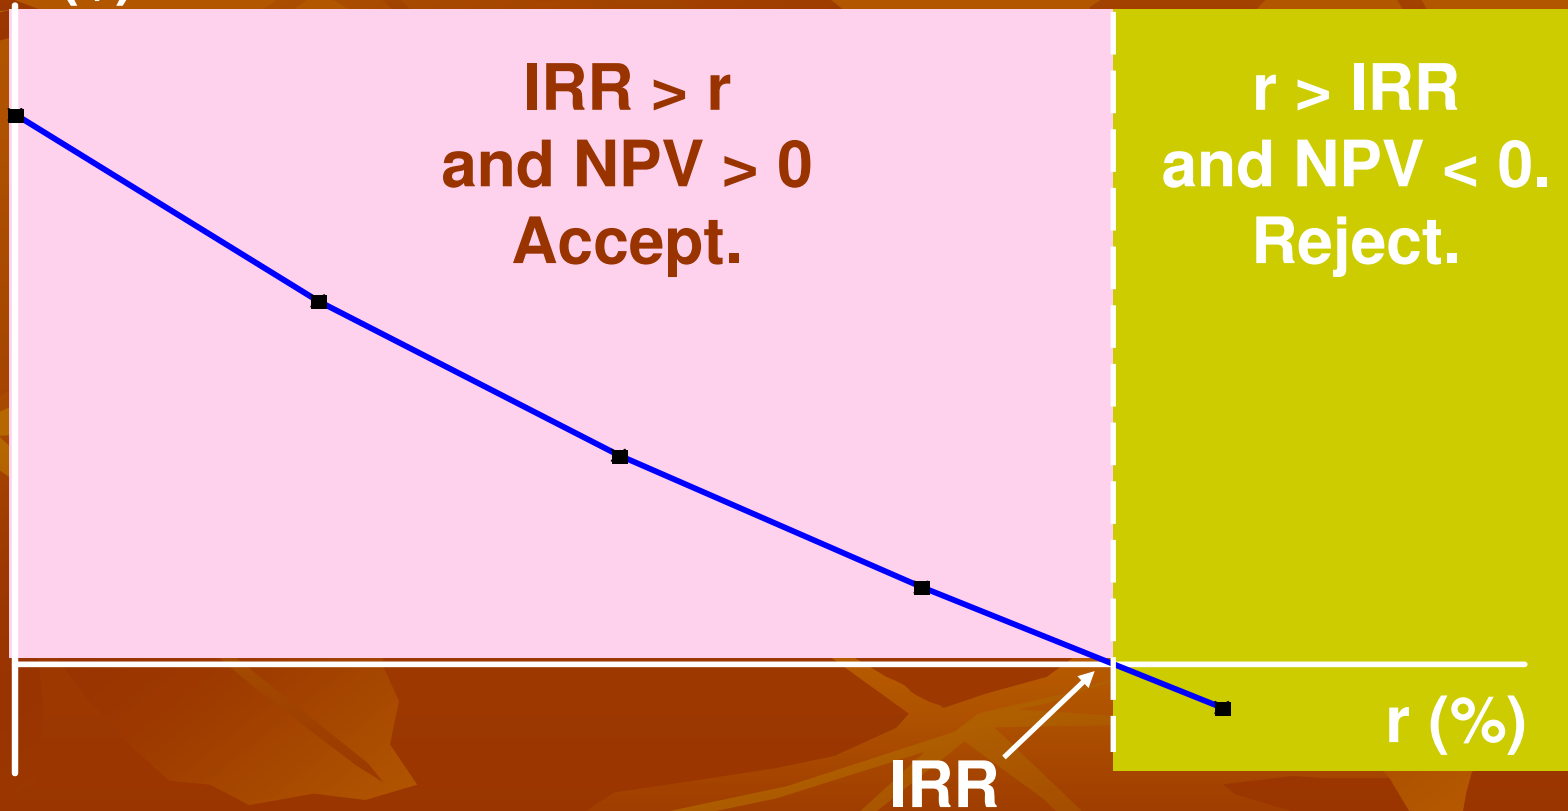 IRR > r
and NPV > 0
Accept.
r > IRR
and NPV < 0.
Reject.
r (%)
IRR